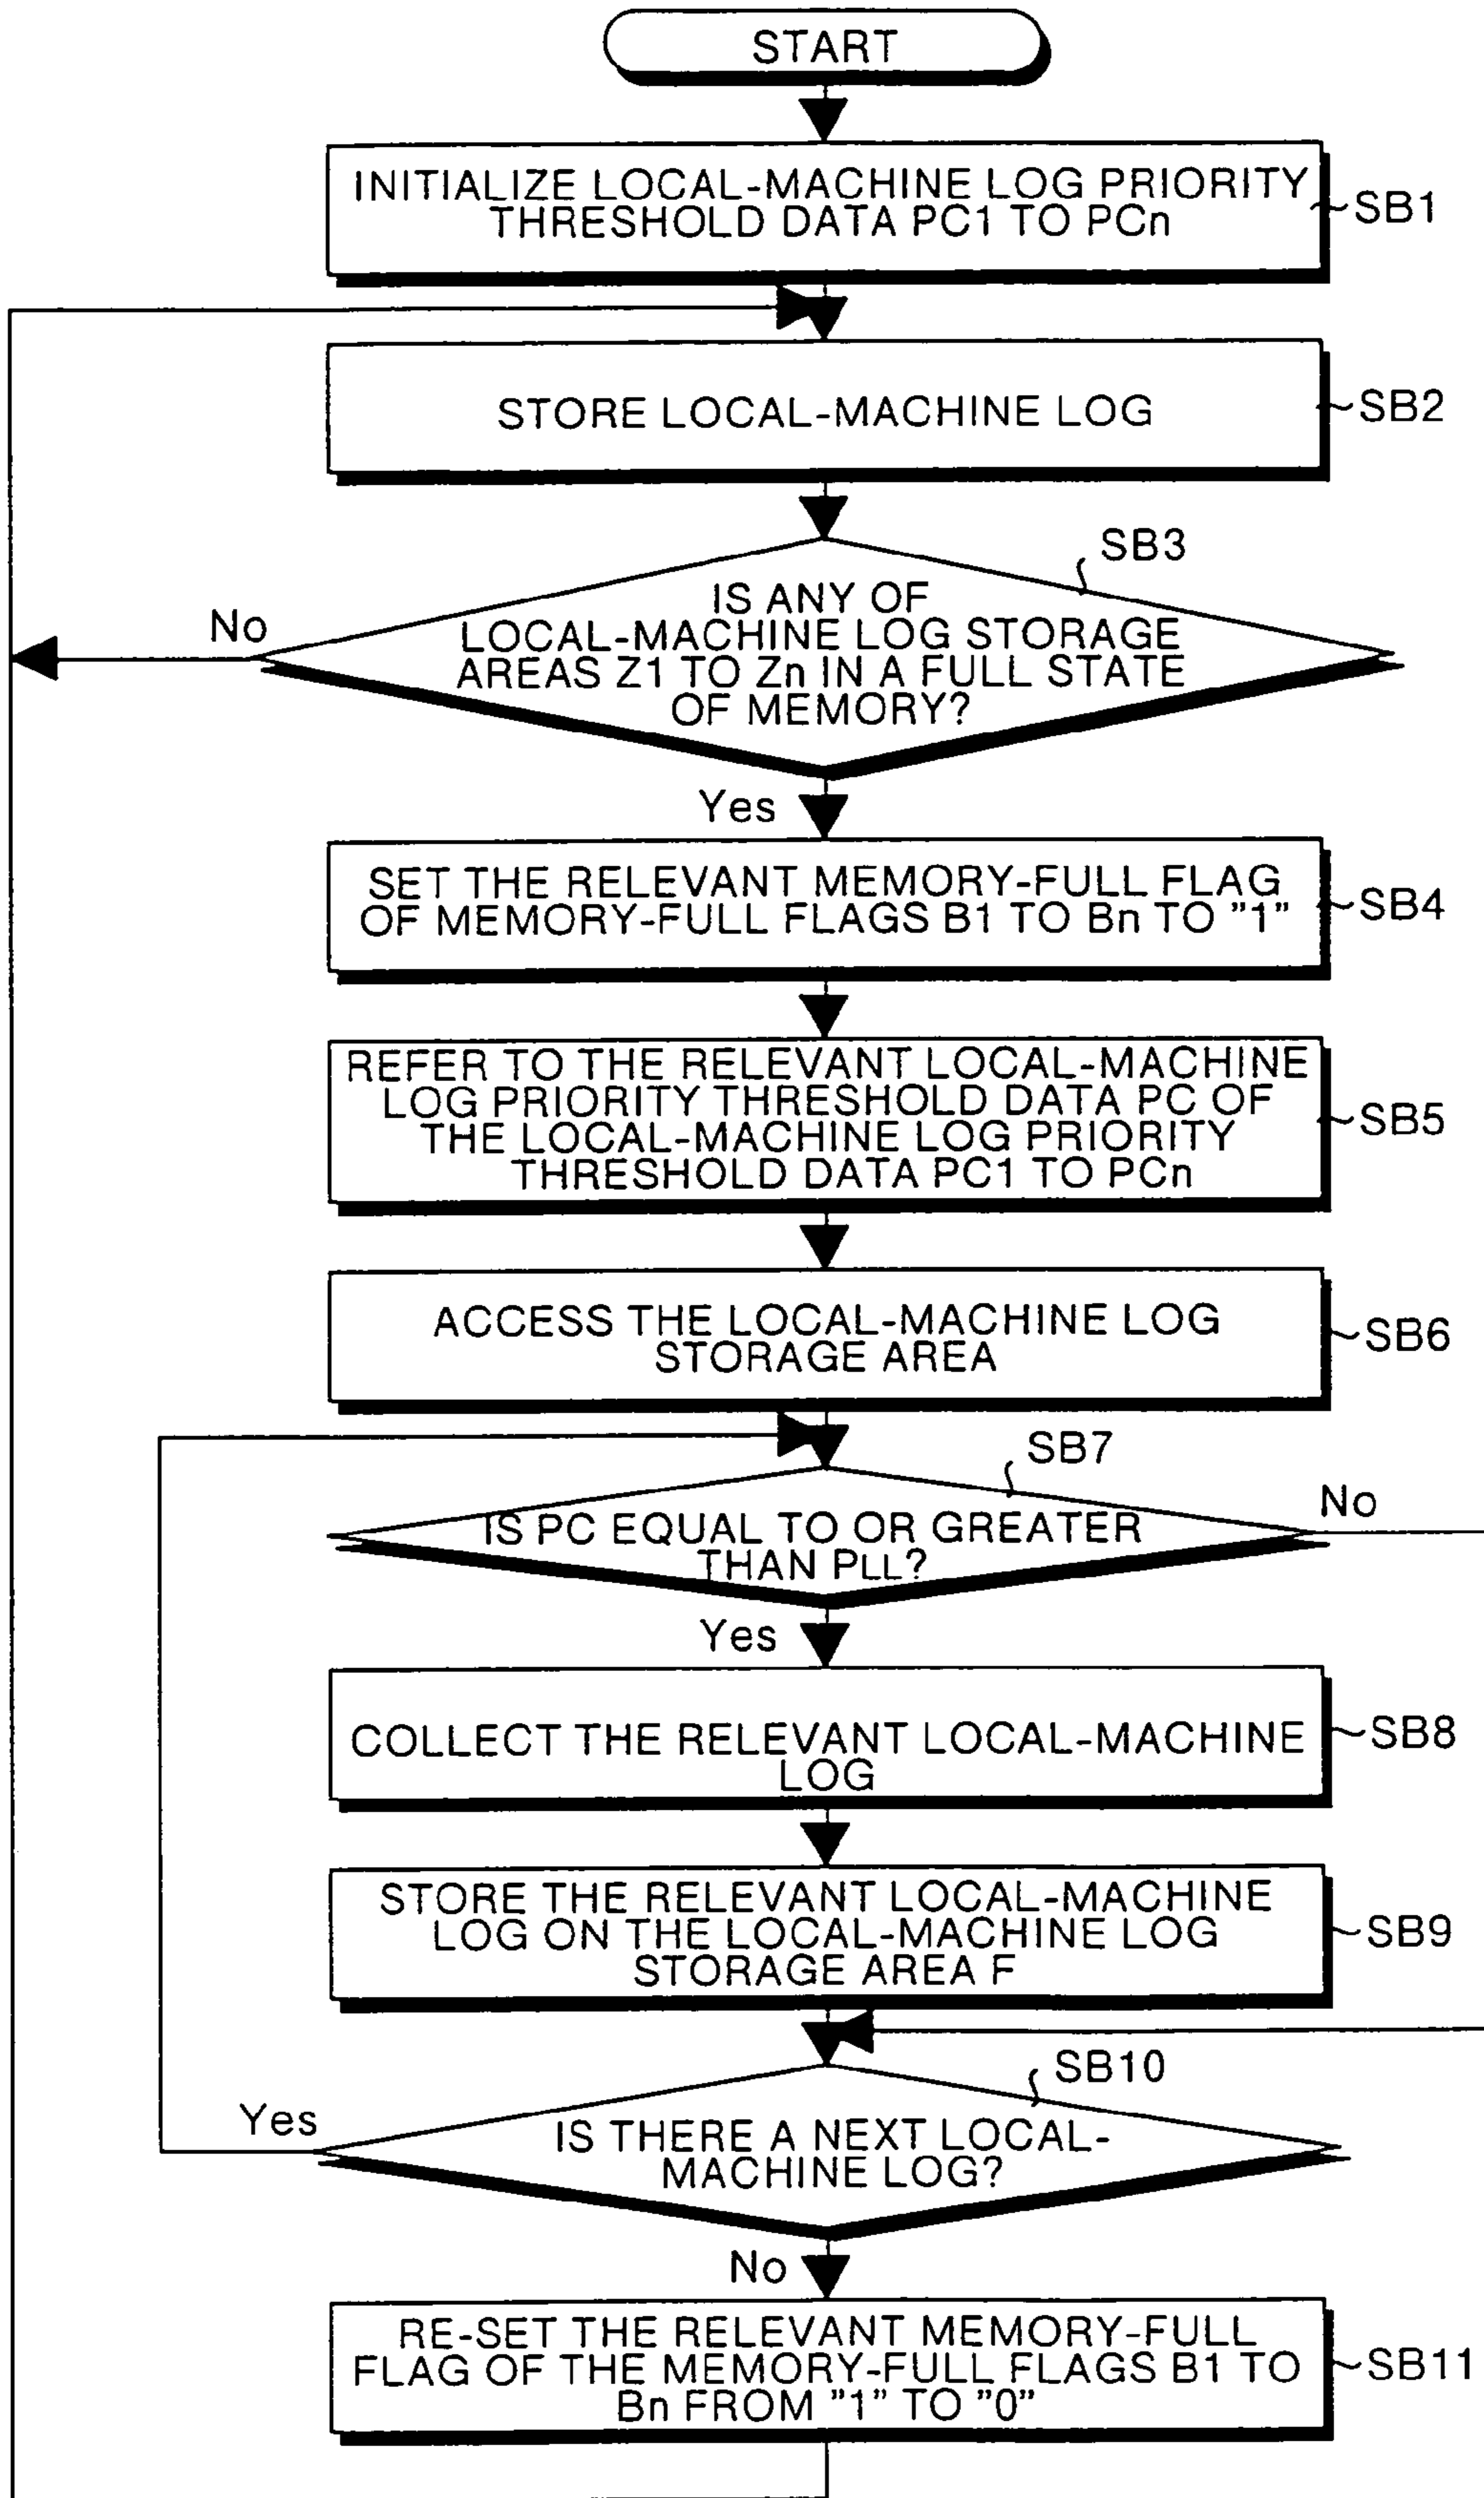 START
INITIALIZE LOCAL-MACHINE LOG PRIORITY
THRESHOLD DATA PC1 TO PCn
SB1
STORE LOCAL-MACHINE LOG
SB2
SB3
IS ANY OF
LOCAL-MACHINE LOG STORAGE
AREAS Z1 TO Zn IN A FULL STATE
OF MEMORY?
No
Yes
SET THE RELEVANT MEMORY-FULL FLAG
OF MEMORY-FULL FLAGS B1 TO Bn TO ”1”
SB4
REFER TO THE RELEVANT LOCAL-MACHINE
LOG PRIORITY THRESHOLD DATA PC OF
THE LOCAL-MACHINE LOG PRIORITY
THRESHOLD DATA PC1 TO PCn
SB5
ACCESS THE LOCAL-MACHINE LOG
STORAGE AREA
SB6
SB7
No
IS PC EQUAL TO OR GREATER
THAN PLL?
Yes
COLLECT THE RELEVANT LOCAL-MACHINE
LOG
SB8
STORE THE RELEVANT LOCAL-MACHINE
LOG ON THE LOCAL-MACHINE LOG
STORAGE AREA F
SB9
SB10
Yes
IS THERE A NEXT LOCAL-
MACHINE LOG?
No
RE-SET THE RELEVANT MEMORY-FULL
FLAG OF THE MEMORY-FULL FLAGS B1 TO
Bn FROM ”1” TO ”0”
SB11